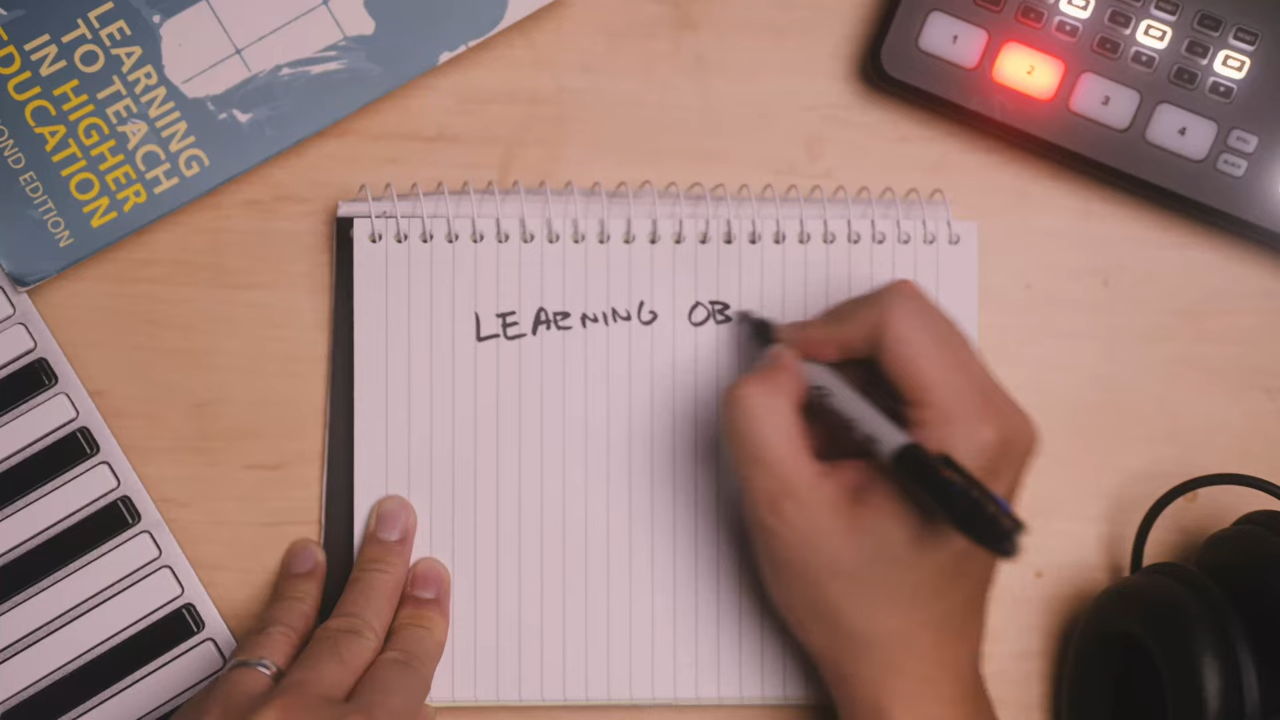 LEARNING
TO TEACH
IN HIGHER
EDUCATION
OND EDITION
1
2
3
4
LEARNING OB